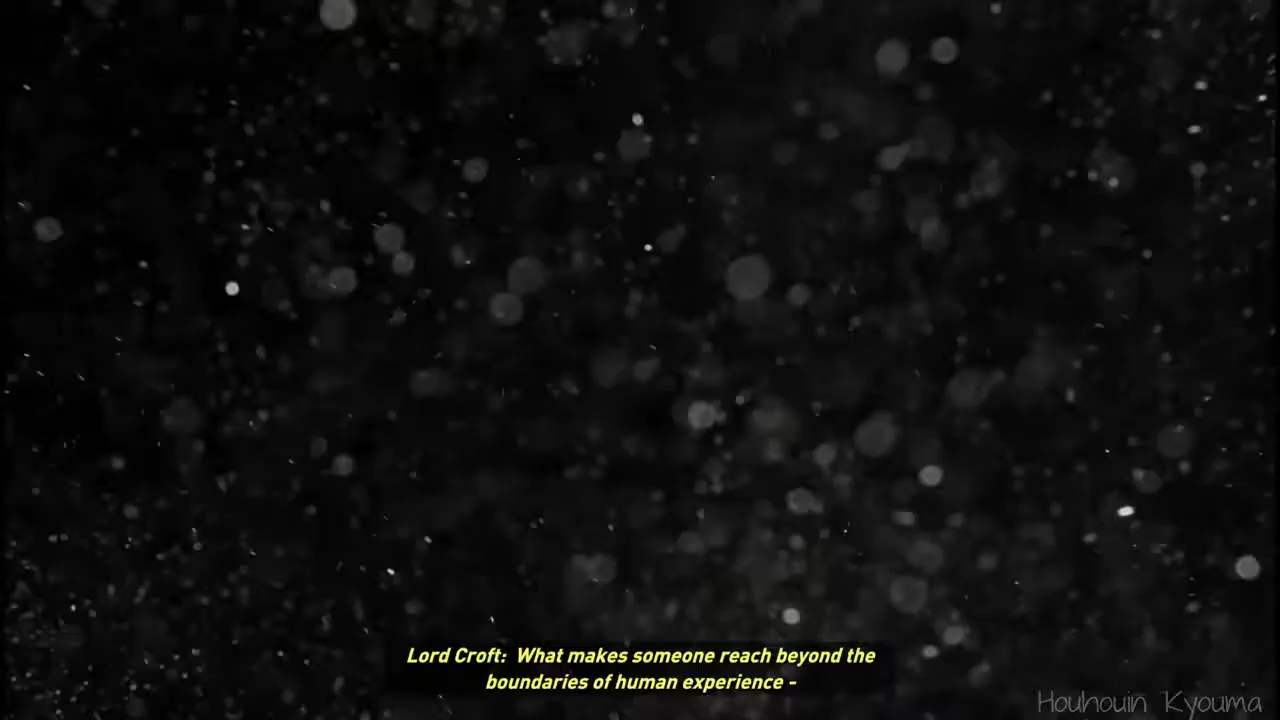 Lord Croft:  What makes someone reach beyond the
boundaries of human experience -
Houhouin Kyouma